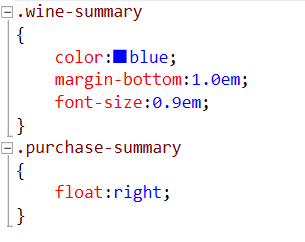 .wine-summary
{
color:blue;
margin-bottom:1.0em;
font-size:0.9em;
}
.purchase-summary
{
float:right;
}